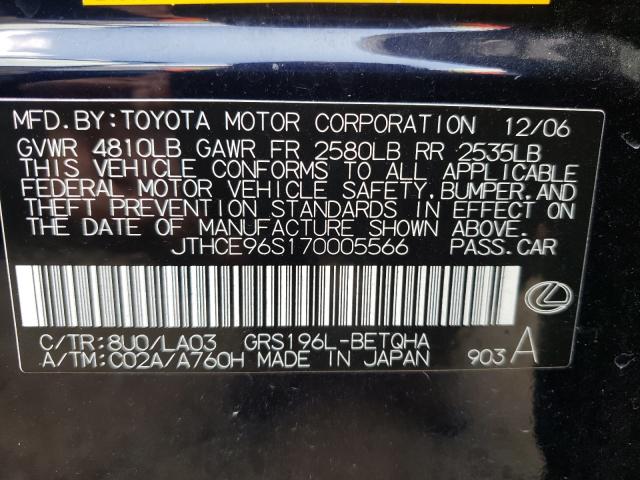 MFD.BY:TOYOTA MOTOR CORPORATION 12/06
GVWR 4810LB GAWR FR 2580LB RR 2535LB
THIS VEHICLE CONFORMS TO ALL APPLICABLE
FEDERAL MOTOR VEHICLE SAFETY, BUMPER, AND
THEFT PREVENTION STANDARDS IN EFFECT ON
THE DATE OF MANUFACTURE SHOWN ABOVE.
JTHCE96S170005566 PASS.CAR
C/TR:8U0/LA03 GRS196L-BETQHA
A/TM:C02A/A760H MADE IN JAPAN 903 A